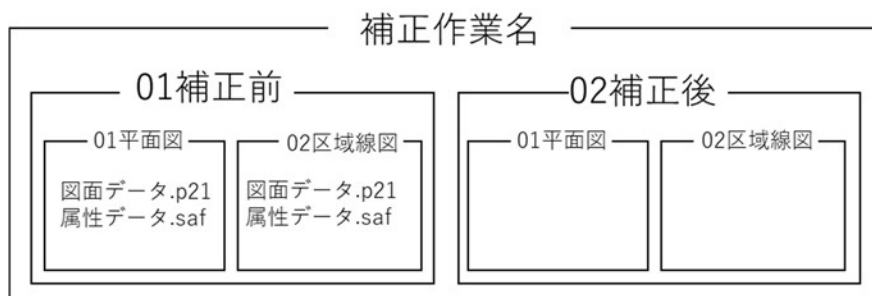 補正作業名
01補正前
01平面図
図面データ.p21
属性データ.saf
02区域線図
図面データ.p21
属性データ.saf
02補正後
01平面図
02区域線図